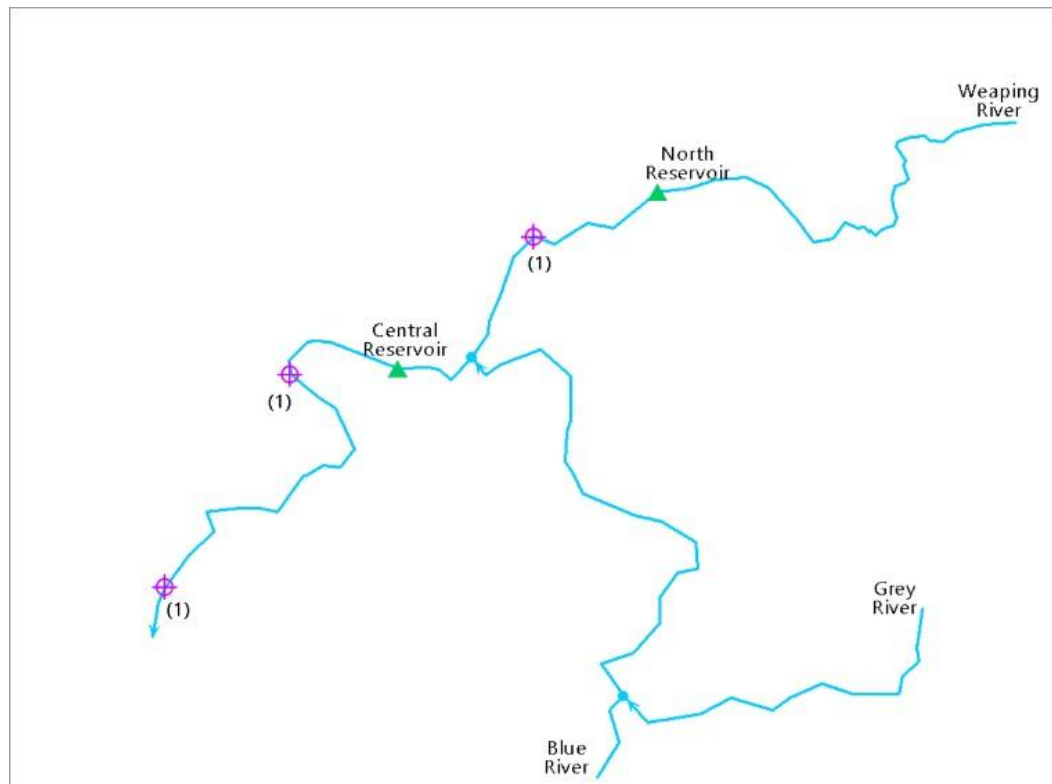 Weaping
River
North
Reservoir
(1)
Central
Reservoir
(1)
Grey
River
(1)
Blue
River